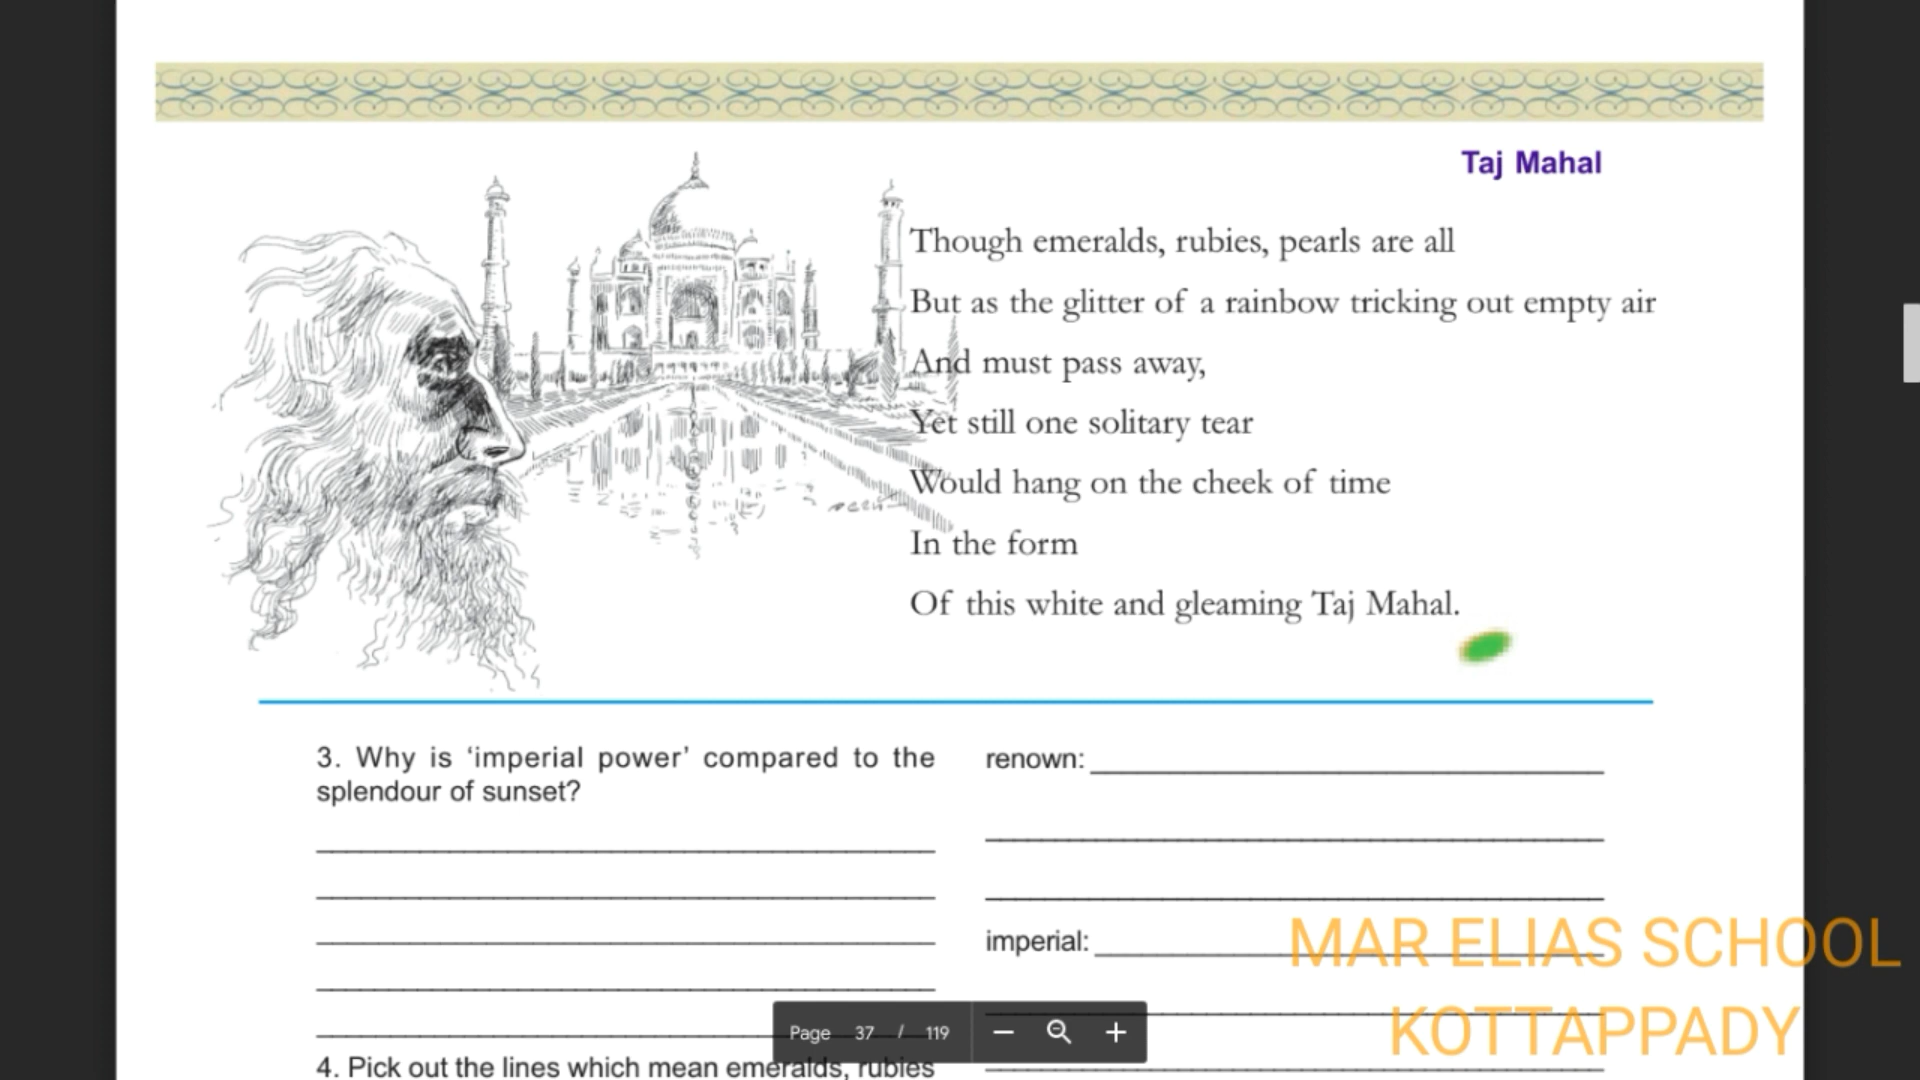 Taj Mahal
Though emeralds, rubies, pearls are all
But as the glitter of a rainbow tricking out empty air
And must pass away,
Yet still one solitary tear
Would hang on the cheek of time
In the form
Of this white and gleaming Taj Mahal.
3. Why is ‘imperial power’ compared to the
splendour of sunset?
4. Pick out the lines which mean emeralds, rubies
renown:
imperial:
MAR ELIAS SCHOOL
KOTTAPPADY
Page 37 / 119